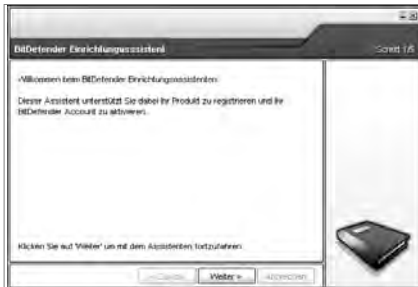 BitDefender Einrichtungsassistent
Schritt 1/6
Willkommen beim BitDefender Einrichtungsassistenten.
Dieser Assistent unterstützt Sie dabei Ihr Produkt zu registrieren und Ihr
BitDefender Account zu aktivieren.
Klicken Sie auf 'Weiter' um mit dem Assistenten fortzufahren
Weiter >
Abbrechen